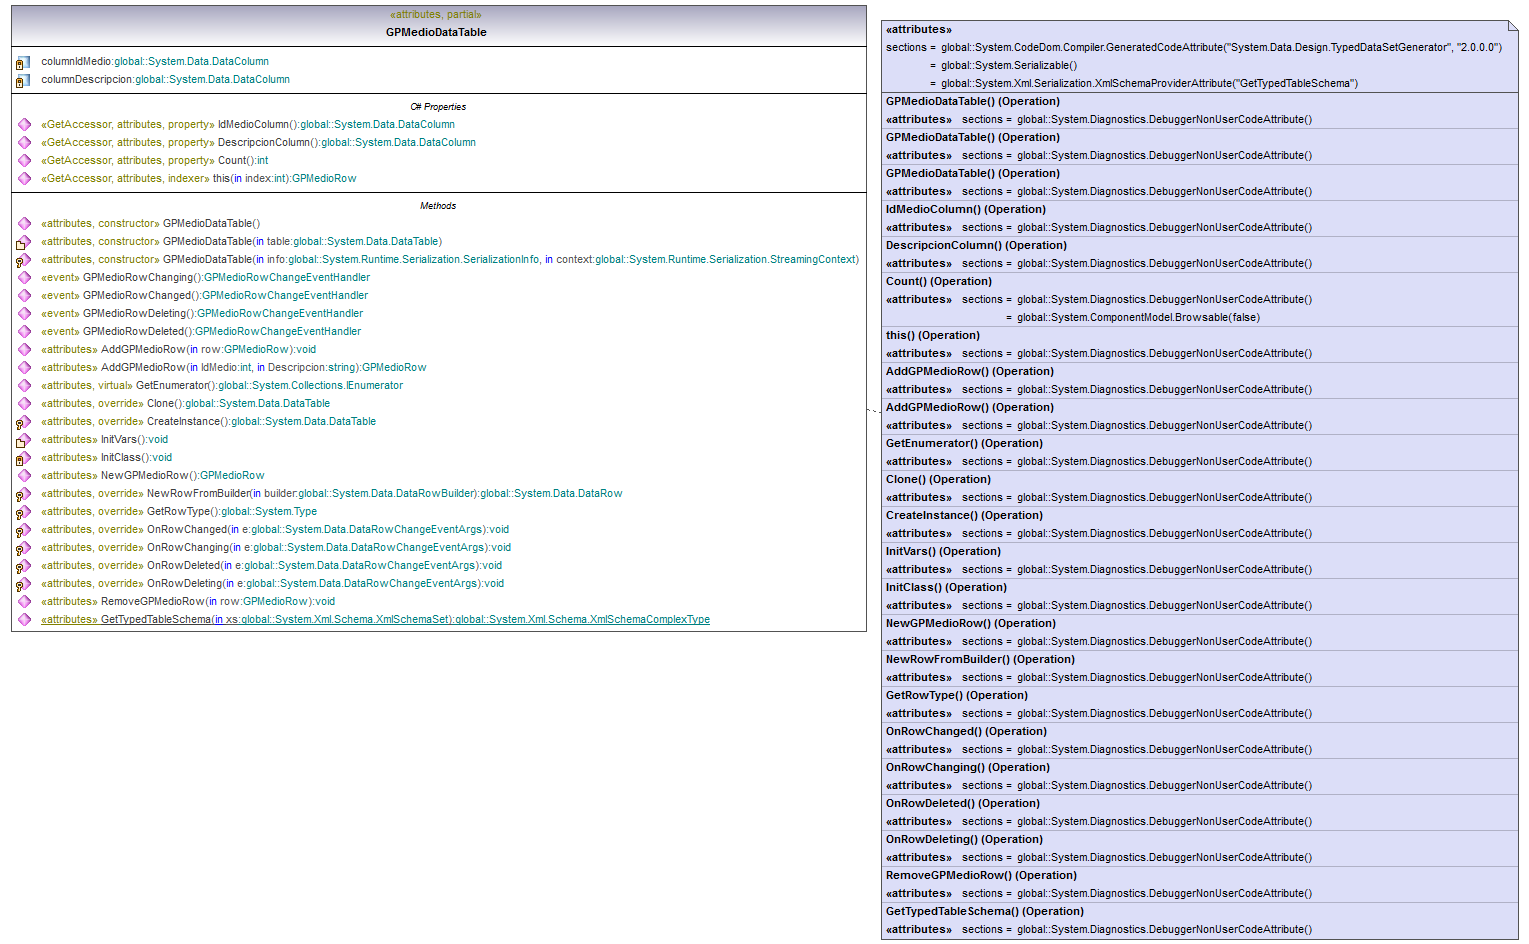 «attributes, partial»
GPMedioDataTable
columnIdMedio:global::System.Data.DataColumn
columnDescripcion:global::System.Data.DataColumn
C# Properties
«GetAccessor, attributes, property» IdMedioColumn():global::System.Data.DataColumn
«GetAccessor, attributes, property» DescripcionColumn():global::System.Data.DataColumn
«GetAccessor, attributes, property» Count():int
«GetAccessor, attributes, indexer» this(in index:int):GPMedioRow
Methods
«attributes, constructor» GPMedioDataTable()
«attributes, constructor» GPMedioDataTable(in table:global::System.Data.DataTable)
«attributes, constructor» GPMedioDataTable(in info:global::System.Runtime.Serialization.SerializationInfo, in context:global::System.Runtime.Serialization.StreamingContext)
«event» GPMedioRowChanging():GPMedioRowChangeEventHandler
«event» GPMedioRowChanged():GPMedioRowChangeEventHandler
«event» GPMedioRowDeleting():GPMedioRowChangeEventHandler
«event» GPMedioRowDeleted():GPMedioRowChangeEventHandler
«attributes» AddGPMedioRow(in row:GPMedioRow):void
«attributes» AddGPMedioRow(in IdMedio:int, in Descripcion:string):GPMedioRow
«attributes, virtual» GetEnumerator():global::System.Collections.IEnumerator
«attributes, override» Clone():global::System.Data.DataTable
«attributes, override» CreateInstance():global::System.Data.DataTable
«attributes» InitVars():void
«attributes» InitClass():void
«attributes» NewGPMedioRow():GPMedioRow
«attributes, override» NewRowFromBuilder(in builder:global::System.Data.DataRowBuilder):global::System.Data.DataRow
«attributes, override» GetRowType():global::System.Type
«attributes, override» OnRowChanged(in e:global::System.Data.DataRowChangeEventArgs):void
«attributes, override» OnRowChanging(in e:global::System.Data.DataRowChangeEventArgs):void
«attributes, override» OnRowDeleted(in e:global::System.Data.DataRowChangeEventArgs):void
«attributes, override» OnRowDeleting(in e:global::System.Data.DataRowChangeEventArgs):void
«attributes» RemoveGPMedioRow(in row:GPMedioRow):void
«attributes» GetTypedTableSchema(in xs:global::System.Xml.Schema.XmlSchemaSet):global::System.Xml.Schema.XmlSchemaComplexType
«attributes»
sections = global::System.CodeDom.Compiler.GeneratedCodeAttribute("System.Data.Design.TypedDataSetGenerator", "2.0.0.0")
= global::System.Serializable()
= global::System.Xml.Serialization.XmlSchemaProviderAttribute("GetTypedTableSchema")
GPMedioDataTable() (Operation)
«attributes» sections = global::System.Diagnostics.DebuggerNonUserCodeAttribute()
GPMedioDataTable() (Operation)
«attributes» sections = global::System.Diagnostics.DebuggerNonUserCodeAttribute()
GPMedioDataTable() (Operation)
«attributes» sections = global::System.Diagnostics.DebuggerNonUserCodeAttribute()
IdMedioColumn() (Operation)
«attributes» sections = global::System.Diagnostics.DebuggerNonUserCodeAttribute()
DescripcionColumn() (Operation)
«attributes» sections = global::System.Diagnostics.DebuggerNonUserCodeAttribute()
Count() (Operation)
«attributes» sections = global::System.Diagnostics.DebuggerNonUserCodeAttribute()
= global::System.ComponentModel.Browsable(false)
this() (Operation)
«attributes» sections = global::System.Diagnostics.DebuggerNonUserCodeAttribute()
AddGPMedioRow() (Operation)
«attributes» sections = global::System.Diagnostics.DebuggerNonUserCodeAttribute()
AddGPMedioRow() (Operation)
«attributes» sections = global::System.Diagnostics.DebuggerNonUserCodeAttribute()
GetEnumerator() (Operation)
«attributes» sections = global::System.Diagnostics.DebuggerNonUserCodeAttribute()
Clone() (Operation)
«attributes» sections = global::System.Diagnostics.DebuggerNonUserCodeAttribute()
CreateInstance() (Operation)
«attributes» sections = global::System.Diagnostics.DebuggerNonUserCodeAttribute()
InitVars() (Operation)
«attributes» sections = global::System.Diagnostics.DebuggerNonUserCodeAttribute()
InitClass() (Operation)
«attributes» sections = global::System.Diagnostics.DebuggerNonUserCodeAttribute()
NewGPMedioRow() (Operation)
«attributes» sections = global::System.Diagnostics.DebuggerNonUserCodeAttribute()
NewRowFromBuilder() (Operation)
«attributes» sections = global::System.Diagnostics.DebuggerNonUserCodeAttribute()
GetRowType() (Operation)
«attributes» sections = global::System.Diagnostics.DebuggerNonUserCodeAttribute()
OnRowChanged() (Operation)
«attributes» sections = global::System.Diagnostics.DebuggerNonUserCodeAttribute()
OnRowChanging() (Operation)
«attributes» sections = global::System.Diagnostics.DebuggerNonUserCodeAttribute()
OnRowDeleted() (Operation)
«attributes» sections = global::System.Diagnostics.DebuggerNonUserCodeAttribute()
OnRowDeleting() (Operation)
«attributes» sections = global::System.Diagnostics.DebuggerNonUserCodeAttribute()
RemoveGPMedioRow() (Operation)
«attributes» sections = global::System.Diagnostics.DebuggerNonUserCodeAttribute()
GetTypedTableSchema() (Operation)
«attributes» sections = global::System.Diagnostics.DebuggerNonUserCodeAttribute()